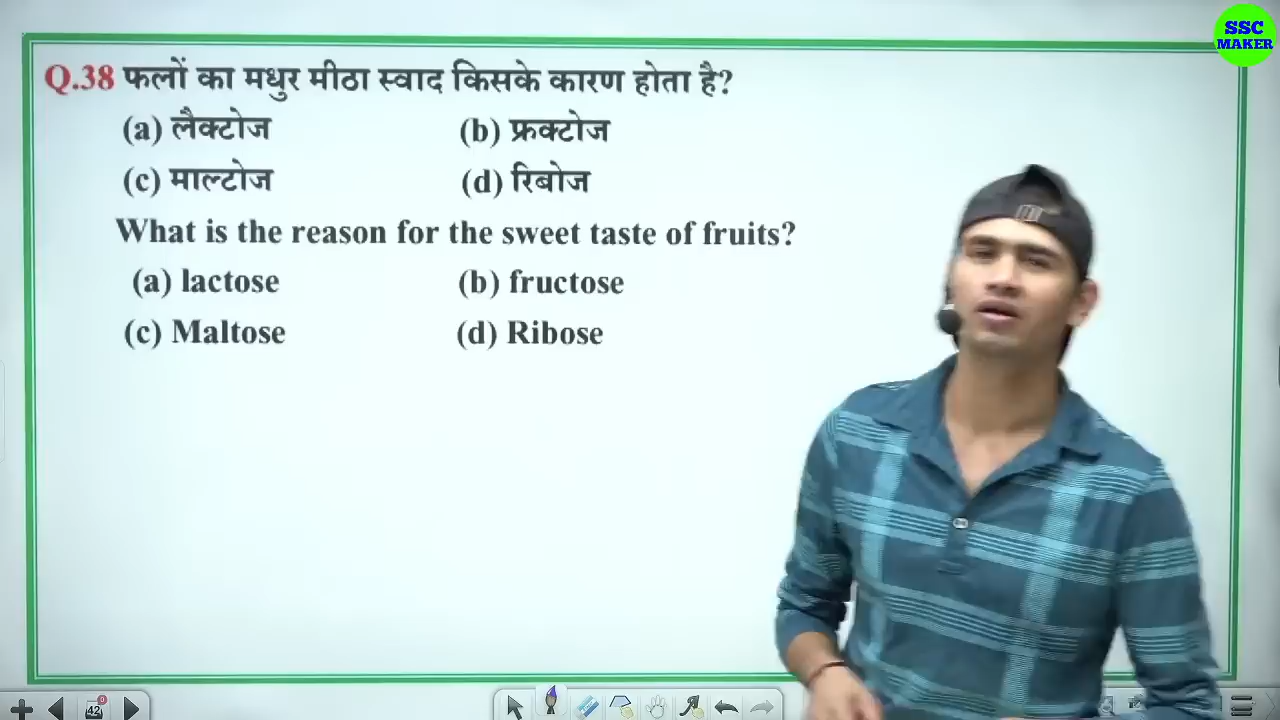 SSC
MAKER
Q.38 फलों का मधुर मीठा स्वाद किसके कारण होता है?
(a) लैक्टोज (b) फ्रक्टोज
(c) माल्टोज (d) रिबोज
What is the reason for the sweet taste of fruits?
(a) lactose (b) fructose
(c) Maltose (d) Ribose
42